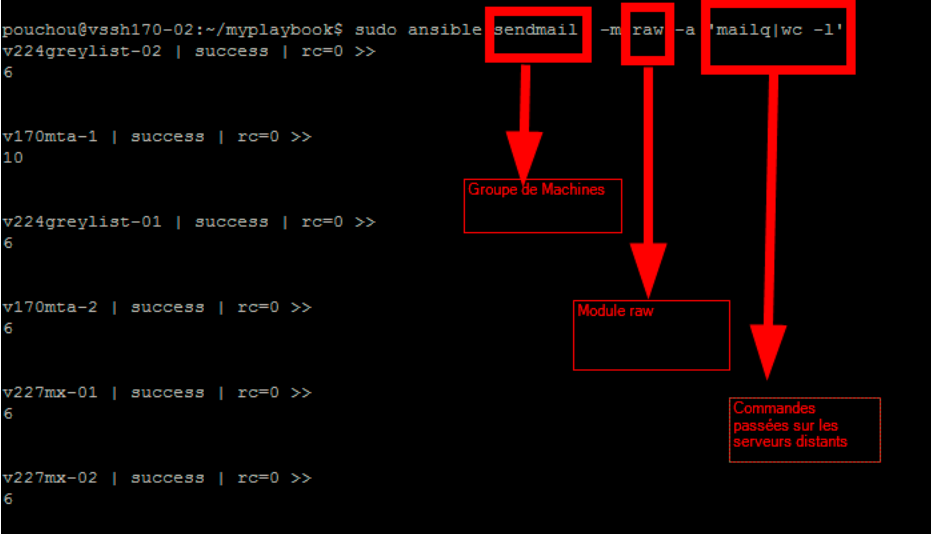 pouchou@vssh170-02:~/myplaybook$ sudo ansible sendmail -m raw -a 'mailq|wc -l'
v224greylist-02 | success | rc=0 >>
6
v170mta-1 | success | rc=0 >>
10
Groupe de Machines
v224greylist-01 | success | rc=0 >>
6
v170mta-2 | success | rc=0 >>
Module raw
6
v227mx-01 | success | rc=0 >>
6
Commandes
passées sur les
serveurs distants
v227mx-02 | success | rc=0 >>
6